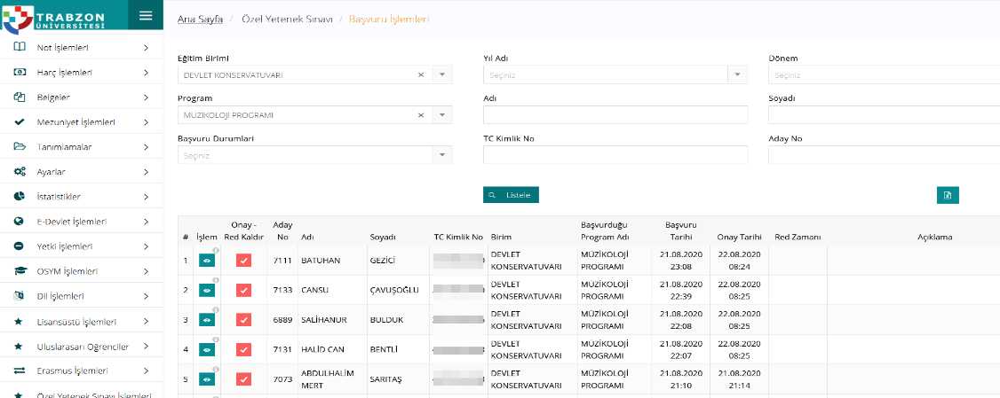 TRABZON
ÜNİVERSİTESİ
Ana Sayfa / Özel Yetenek Sınavı / Başvuru İşlemleri
Not İşlemleri
Harç İşlemleri
Belgeler
Mezuniyet İşlemleri
Tanımlamalar
Ayarlar
İstatistikler
E-Devlet İşlemleri
Yetki İşlemleri
OSYM İşlemleri
Dil İşlemleri
Lisansüstü İşlemleri
Uluslarasarı Öğrenciler
Erasmus İşlemleri
Özel Yetenek Sınavı İşlemleri
Eğitim Birimi Yıl Adı Dönem
DEVLET KONSERVATUVARI Seçiniz Seçiniz
Program Adı Soyadı
MÜZİKOLOJİ PROGRAMI
Başvuru Durumlari TC Kimlik No Aday No
Seçiniz
Listele
# İşlem Onay - Red Kaldır Aday No Adı Soyadı TC Kimlik No Birim Başvurduğu Program Adı Başvuru Tarihi Onay Tarihi Red Zamanı Açıklama
1 7111 BATUHAN GEZİCİ DEVLET KONSERVATUVARI MÜZİKOLOJİ PROGRAMI 21.08.2020 23:08 22.08.2020 08:24
2 7133 CANSU ÇAVUŞOĞLU DEVLET KONSERVATUVARI MÜZİKOLOJİ PROGRAMI 21.08.2020 22:39 22.08.2020 08:25
3 6889 SALİHANUR BULDUK DEVLET KONSERVATUVARI MÜZİKOLOJİ PROGRAMI 21.08.2020 22:08 22.08.2020 08:25
4 7131 HALİD CAN BENTLİ DEVLET KONSERVATUVARI MÜZİKOLOJİ PROGRAMI 21.08.2020 22:07 22.08.2020 08:25
5 7073 ABDULHALİM MERT SARITAŞ DEVLET KONSERVATUVARI MÜZİKOLOJİ PROGRAMI 21.08.2020 21:10 21.08.2020 21:14